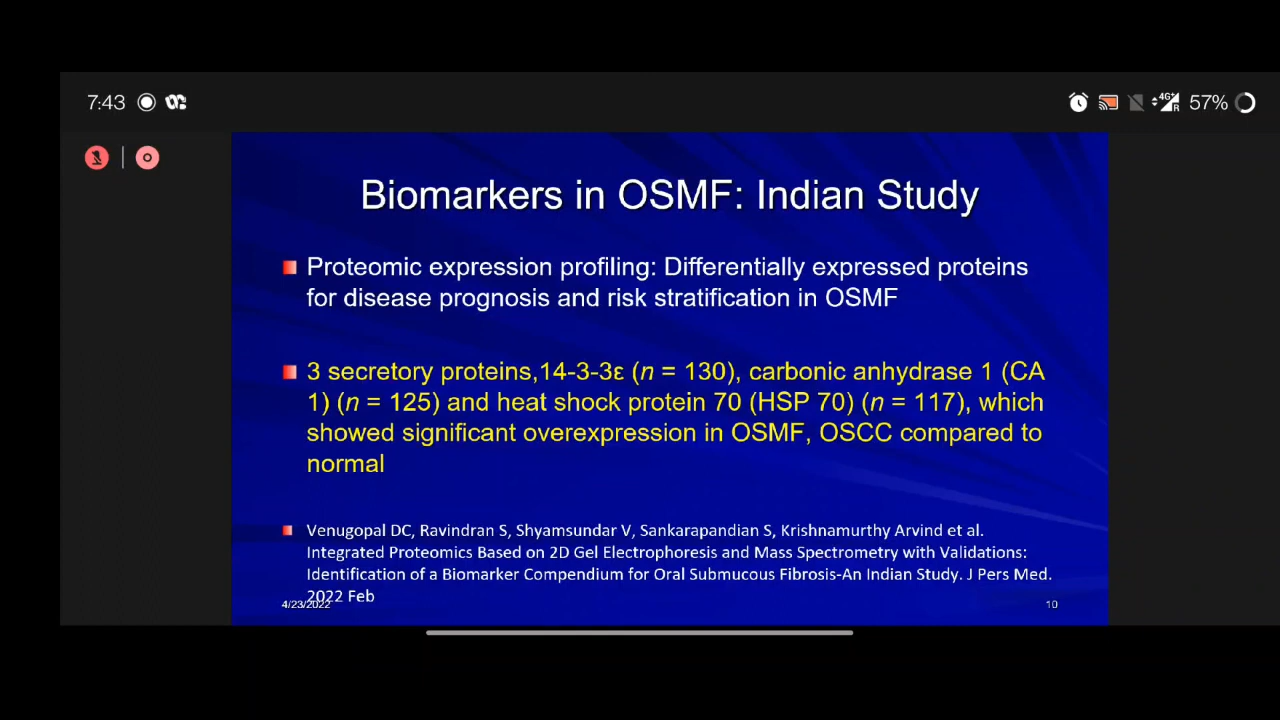 7:43
4G+
R
57%
Biomarkers in OSMF: Indian Study
Proteomic expression profiling: Differentially expressed proteins
for disease prognosis and risk stratification in OSMF
3 secretory proteins,14-3-3ε (n = 130), carbonic anhydrase 1 (CA
1) (n = 125) and heat shock protein 70 (HSP 70) (n = 117), which
showed significant overexpression in OSMF, OSCC compared to
normal
Venugopal DC, Ravindran S, Shyamsundar V, Sankarapandian S, Krishnamurthy Arvind et al.
Integrated Proteomics Based on 2D Gel Electrophoresis and Mass Spectrometry with Validations:
Identification of a Biomarker Compendium for Oral Submucous Fibrosis-An Indian Study. J Pers Med.
2022 Feb
4/23/2022
10